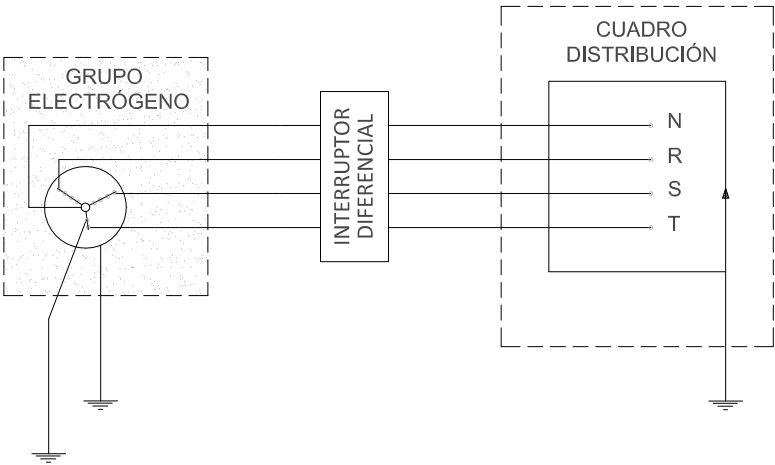 GRUPO
ELECTRÓGENO
INTERRUPTOR
DIFERENCIAL
CUADRO
DISTRIBUCIÓN
N
R
S
T